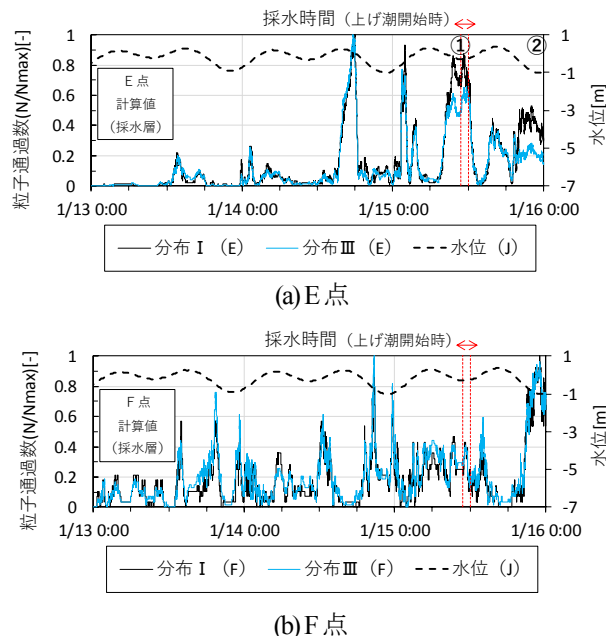 採水時間（上げ潮開始時）
① ②
粒子通過数(N/Nmax)[-]
1
0.8
0.6
0.4
0.2
0
E 点
計算値
（採水層）
1
-1
-3
-5
-7
水位[m]
1/13 0:00 1/14 0:00 1/15 0:00 1/16 0:00
分布Ⅰ（E） 分布Ⅲ（E） 水位（J）
(a) E 点
採水時間（上げ潮開始時）
粒子通過数(N/Nmax)[-]
1
0.8
0.6
0.4
0.2
0
F 点
計算値
（採水層）
1
-1
-3
-5
-7
水位[m]
1/13 0:00 1/14 0:00 1/15 0:00 1/16 0:00
分布Ⅰ（F） 分布Ⅲ（F） 水位（J）
(b) F 点